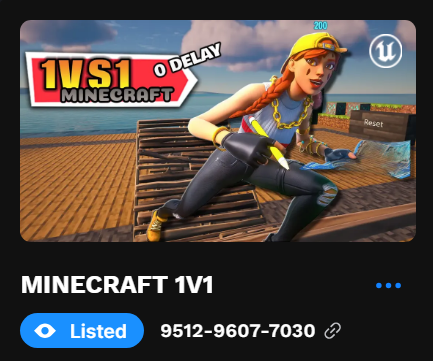 200
1VS1
0 DELAY
MINECRAFT
Reset
MINECRAFT 1V1
Listed
9512-9607-7030